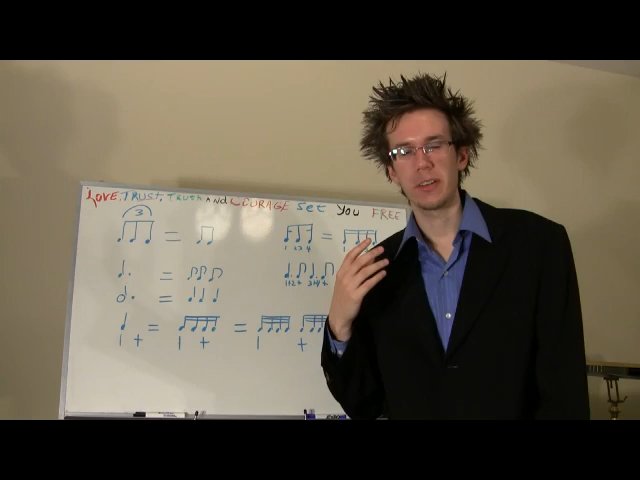 LOVE, TRUST, TRUTH AND COURAGE SET YOU FREE
3
= =
1 +3 4
=
1+2+ 3+4+
=
= =
1 + 1 + 1 +